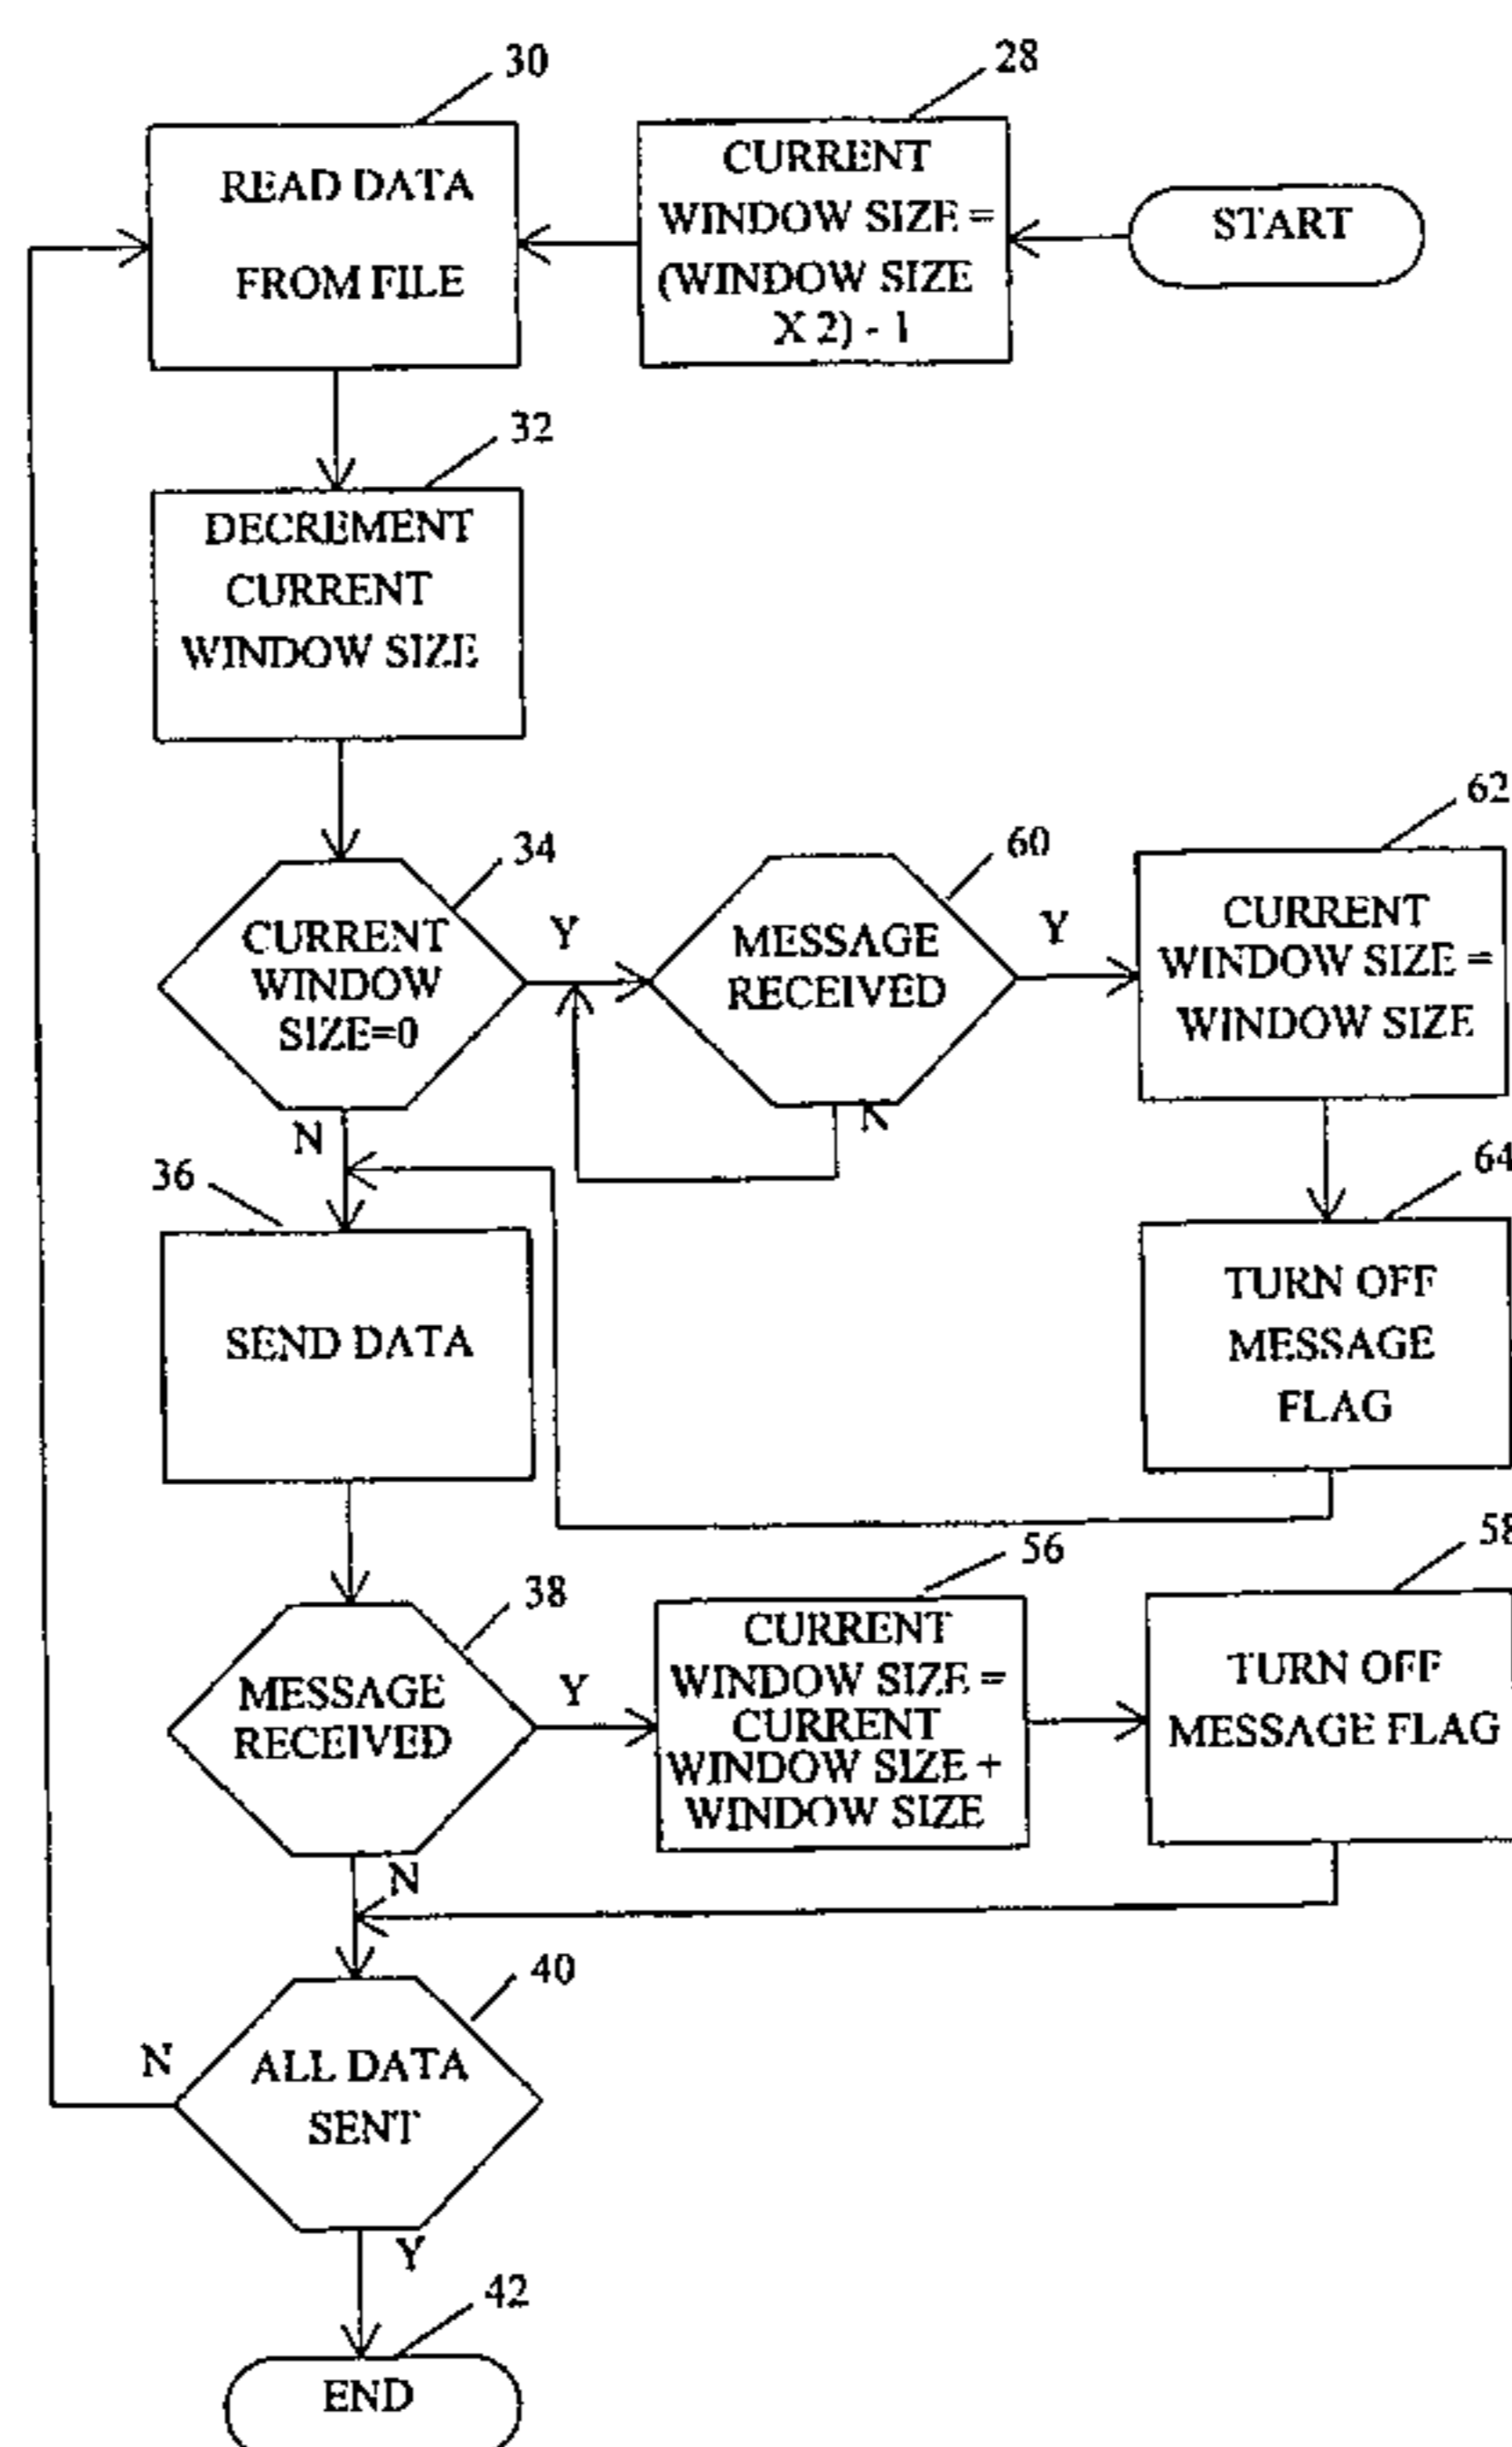 30
READ DATA
FROM FILE
28
CURRENT
WINDOW SIZE =
(WINDOW SIZE
X 2) - 1
START
32
DECREMENT
CURRENT
WINDOW SIZE
34
CURRENT
WINDOW
SIZE=0
Y
N
60
MESSAGE
RECEIVED
Y
N
62
CURRENT
WINDOW SIZE =
WINDOW SIZE
64
TURN OFF
MESSAGE
FLAG
36
SEND DATA
38
MESSAGE
RECEIVED
Y
N
56
CURRENT
WINDOW SIZE =
CURRENT
WINDOW SIZE +
WINDOW SIZE
58
TURN OFF
MESSAGE FLAG
40
ALL DATA
SENT
N
Y
42
END